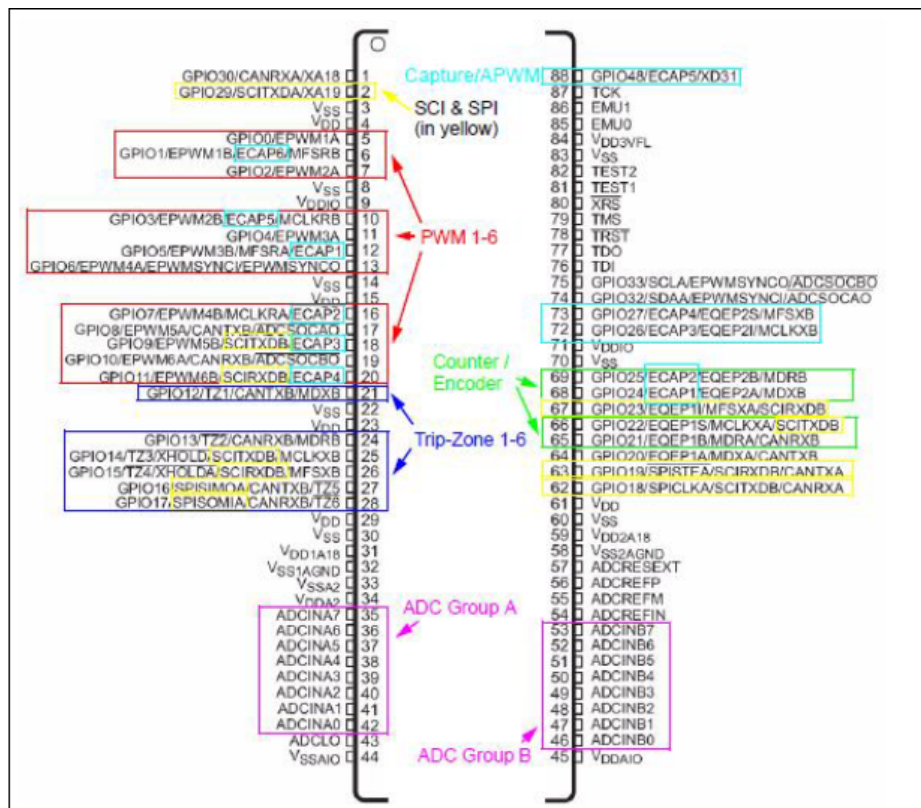 GPIO30/CANRXA/XA18 1
GPIO29/SCITXDA/XA19 2
VSS 3
VDD 4
GPIO0/EPWM1A 5
GPIO1/EPWM1B/ECAP6/MFSRB 6
GPIO2/EPWM2A 7
VSS 8
VDDIO 9
GPIO3/EPWM2B/ECAP5/MCLKRB 10
GPIO4/EPWM3A 11
GPIO5/EPWM3B/MFSRA/ECAP1 12
GPIO6/EPWM4A/EPWMSYNCI/EPWMSYNCO 13
VSS 14
VDD 15
GPIO7/EPWM4B/MCLKRA/ECAP2 16
GPIO8/EPWM5A/CANTXB/ADCSOCAO 17
GPIO9/EPWM5B/SCITXDB/ECAP3 18
GPIO10/EPWM6A/CANRXB/ADCSOCBO 19
GPIO11/EPWM6B/SCIRXDB/ECAP4 20
GPIO12/TZ1/CANTXB/MDXB 21
VSS 22
VDD 23
GPIO13/TZ2/CANRXB/MDRB 24
GPIO14/TZ3/XHOLD/SCITXDB/MCLKXB 25
GPIO15/TZ4/XHOLDA/SCIRXDB/MFSXB 26
GPIO16/SPISIMOA/CANTXB/TZ5 27
GPIO17/SPISOMIA/CANRXB/TZ6 28
VDD 29
VSS 30
VDD1A18 31
VSS1AGND 32
VSSA2 33
VDDA2 34
ADCINA7 35
ADCINA6 36
ADCINA5 37
ADCINA4 38
ADCINA3 39
ADCINA2 40
ADCINA1 41
ADCINA0 42
ADCLO 43
VSSAIO 44
Capture/APWM
SCI & SPI
(in yellow)
PWM 1-6
Counter /
Encoder
Trip-Zone 1-6
ADC Group A
ADC Group B
88 GPIO48/ECAP5/XD31
87 TCK
86 EMU1
85 EMU0
84 VDD3VFL
83 VSS
82 TEST2
81 TEST1
80 XRS
79 TMS
78 TRST
77 TDO
76 TDI
75 GPIO33/SCLA/EPWMSYNCO/ADCSOCBO
74 GPIO32/SDAA/EPWMSYNCI/ADCSOCAO
73 GPIO27/ECAP4/EQEP2S/MFSXB
72 GPIO26/ECAP3/EQEP2I/MCLKXB
71 VDDIO
70 VSS
69 GPIO25/ECAP2/EQEP2B/MDRB
68 GPIO24/ECAP1/EQEP2A/MDXB
67 GPIO23/EQEP1I/MFSXA/SCIRXDB
66 GPIO22/EQEP1S/MCLKXA/SCITXDB
65 GPIO21/EQEP1B/MDRA/CANRXB
64 GPIO20/EQEP1A/MDXA/CANTXB
63 GPIO19/SPISTEA/SCIRXDB/CANTXA
62 GPIO18/SPICLKA/SCITXDB/CANRXA
61 VDD
60 VSS
59 VDD2A18
58 VSS2AGND
57 ADCRESEXT
56 ADCREFP
55 ADCREFM
54 ADCREFIN
53 ADCINB7
52 ADCINB6
51 ADCINB5
50 ADCINB4
49 ADCINB3
48 ADCINB2
47 ADCINB1
46 ADCINB0
45 VDDAIO